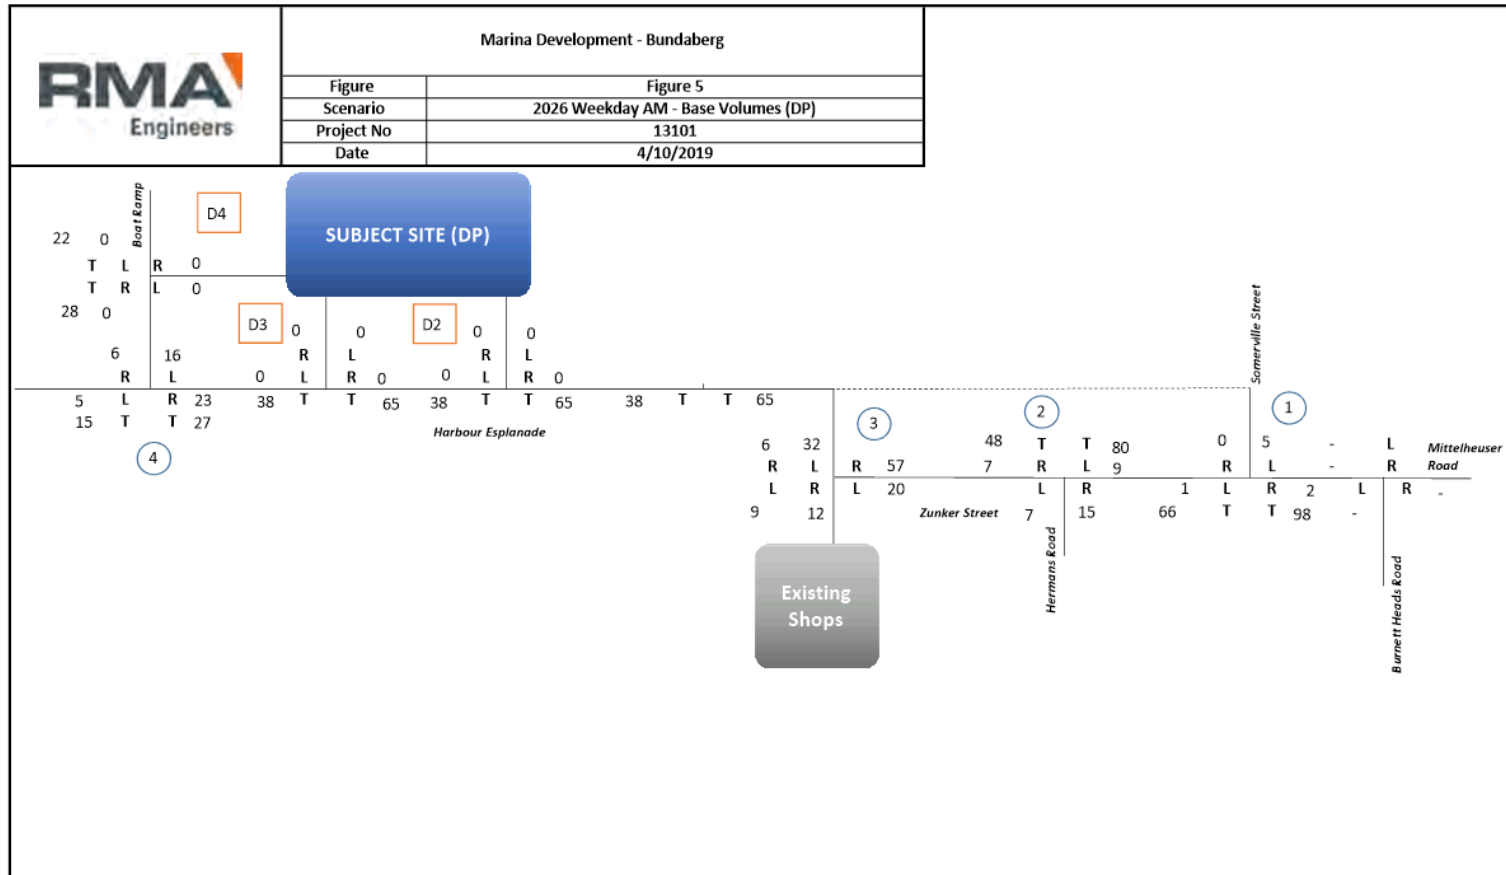 RMA
Engineers
Marina Development - Bundaberg
Figure Figure 5
Scenario 2026 Weekday AM - Base Volumes (DP)
Project No 13101
Date 4/10/2019
Boat Ramp
D4
SUBJECT SITE (DP)
22 0
T L R 0
T R L 0
28 0
D3 0 0 D2 0 0
6 16 R L R L
R L 0 L R 0 0 L R 0
5 L R 23 38 T T 65 38 T T 65 38 T T 65
15 T T 27
Harbour Esplanade
4
Somerville Street
3 2 1
6 32 48 T T 80 0 5 - L Mittelheuser
R L R 57 7 R L 9 R L - R Road
L R L 20 L R 1 L R 2 L R -
9 12 Zunker Street 7 15 66 T T 98 -
Hermans Road
Burnett Heads Road
Existing
Shops